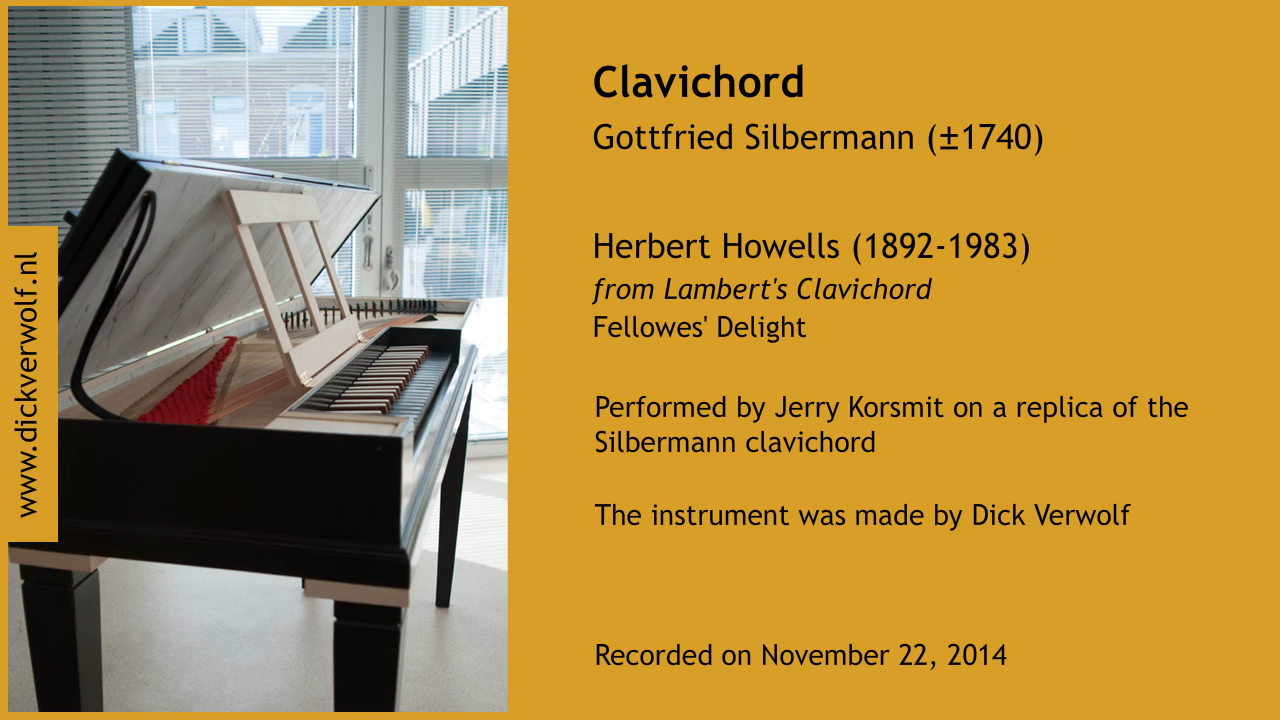 www.dickverwolf.nl
Clavichord
Gottfried Silbermann (±1740)
Herbert Howells (1892-1983)
from Lambert's Clavichord
Fellowes' Delight
Performed by Jerry Korsmit on a replica of the
Silbermann clavichord
The instrument was made by Dick Verwolf
Recorded on November 22, 2014